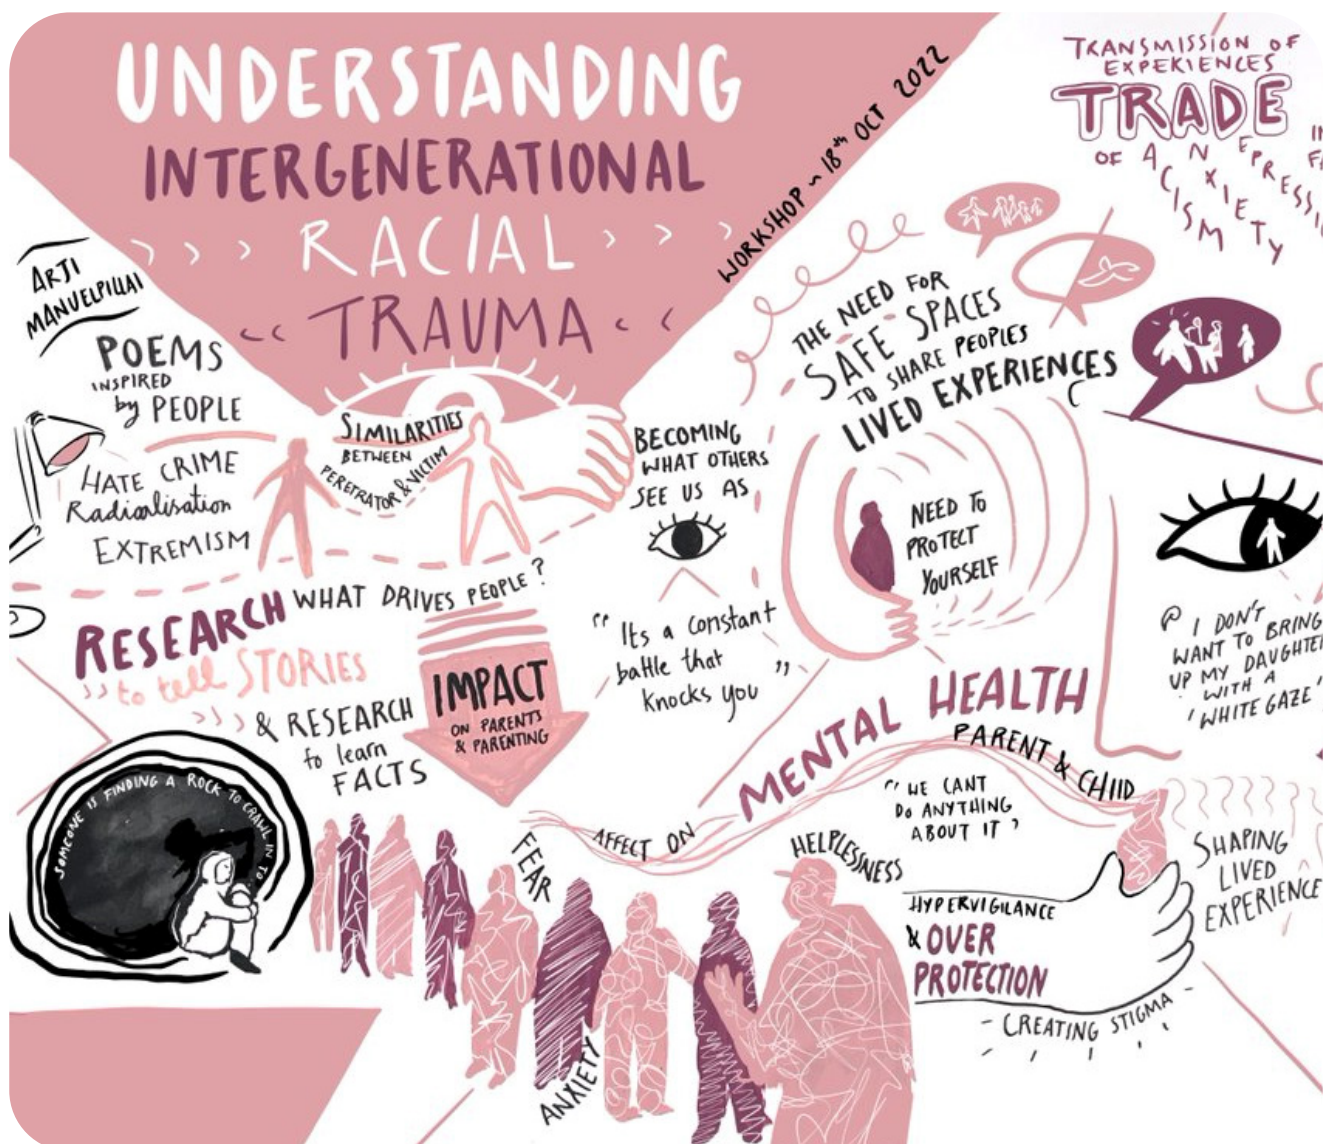 UNDERSTANDING
INTERGENERATIONAL
RACIAL
TRAUMA
WORKSHOP ~ 18th OCT 2022
TRANSMISSION OF
EXPERIENCES
TRADE
OF
ACISM
ANXIETY
ARJI
MANUELPILLAI
POEMS
INSPIRED
by PEOPLE
HATE CRIME
Radicalisation
EXTREMISM
SIMILARITIES
BETWEEN
PERETRATOR & VICTIM
BECOMING
WHAT OTHERS
SEE US AS
THE NEED FOR
SAFE SPACES
TO SHARE PEOPLES
LIVED EXPERIENCES
NEED TO
PROTECT
YOURSELF
RESEARCH WHAT DRIVES PEOPLE?
to tell STORIES
& RESEARCH
to learn
FACTS
IMPACT
ON PARENTS
& PARENTING
"Its a constant
battle that
knocks you"
I DON'T
WANT TO BRING
UP MY DAUGHTE
WITH A
'WHITE GAZE'
SOMEONE IS FINDING A ROCK TO CRAWL IN TO
FEAR
AFFECT ON
MENTAL HEALTH
PARENT & CHIID
"WE CANT
DO ANYTHING
ABOUT IT"
HELPLESSNESS
ANXIETY
HYPERVIGILANCE
& OVER
PROTECTION
CREATING STIGMA
SHAPING
LIVED
EXPERIENCE